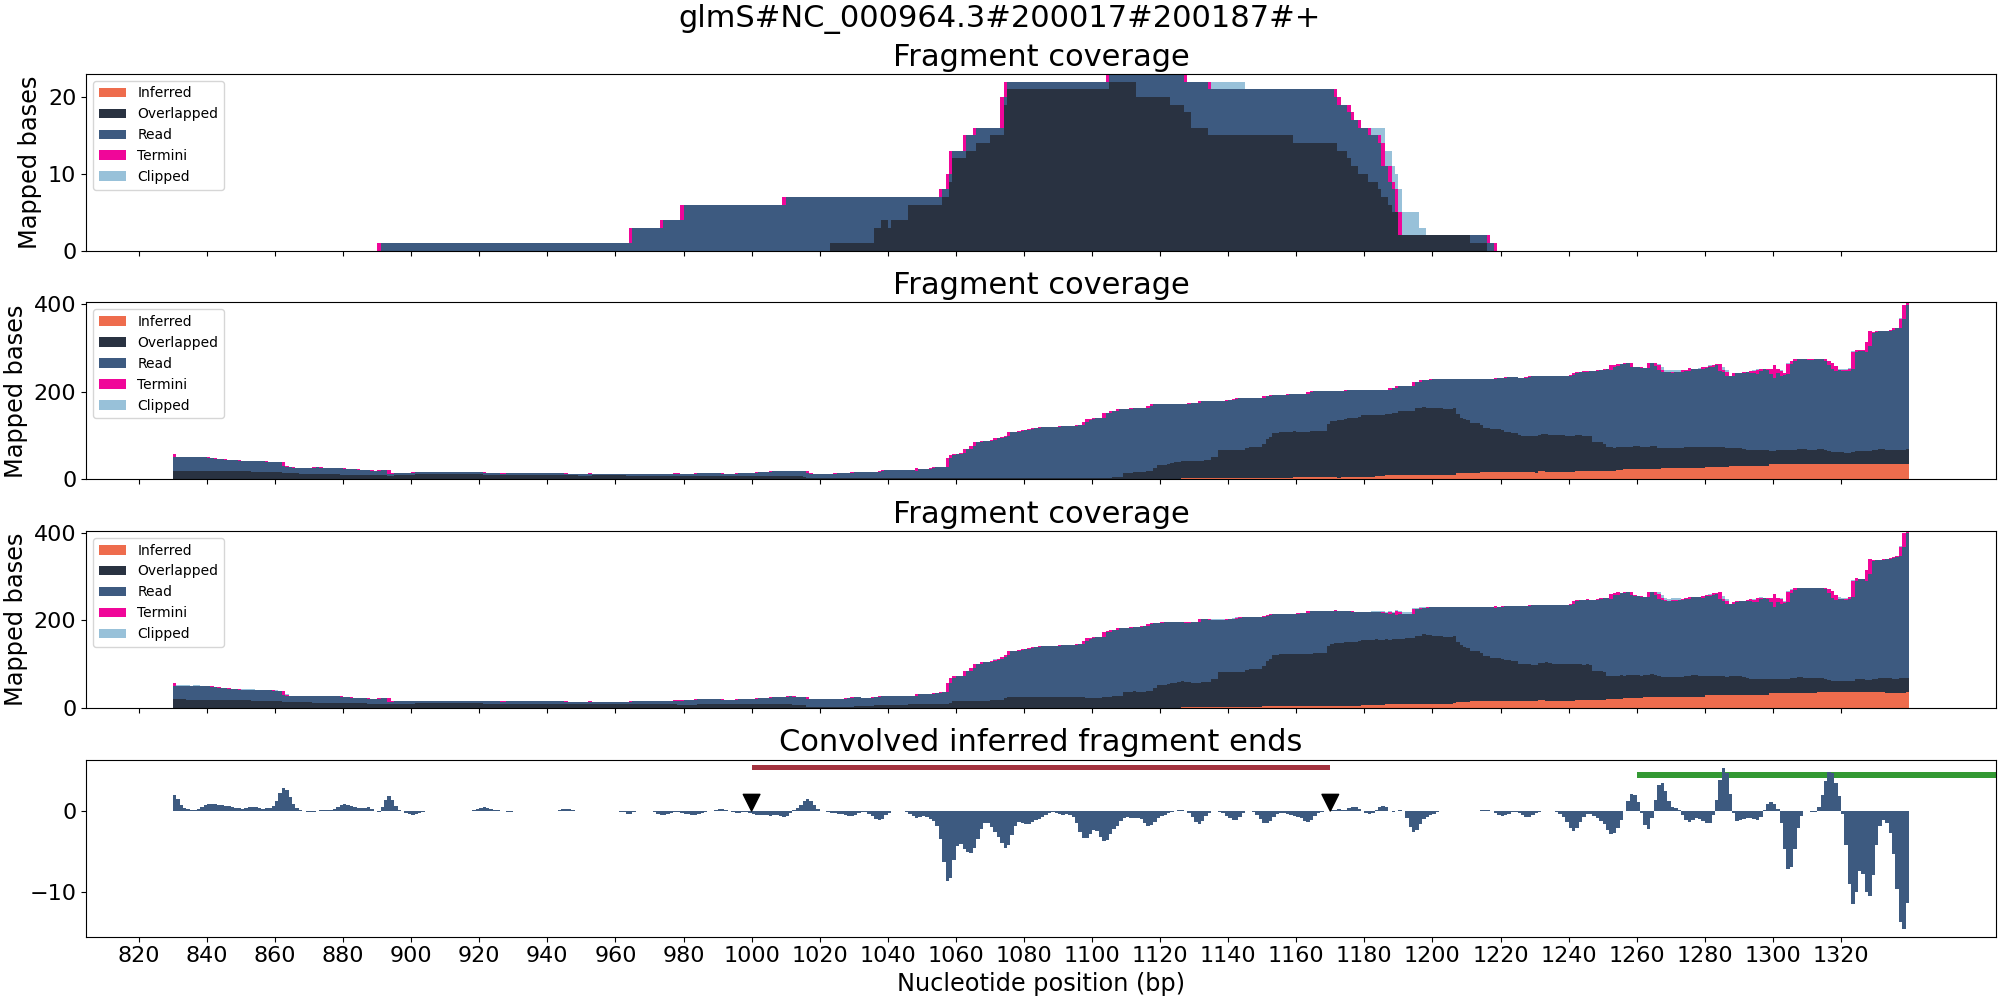 glmS#NC_000964.3#200017#200187#+
Fragment coverage
Mapped bases
20
10
0
Inferred
Overlapped
Read
Termini
Clipped
Fragment coverage
Mapped bases
400
200
0
Inferred
Overlapped
Read
Termini
Clipped
Fragment coverage
Mapped bases
400
200
0
Inferred
Overlapped
Read
Termini
Clipped
Convolved inferred fragment ends
0
−10
820 840 860 880 900 920 940 960 980 1000 1020 1040 1060 1080 1100 1120 1140 1160 1180 1200 1220 1240 1260 1280 1300 1320
Nucleotide position (bp)